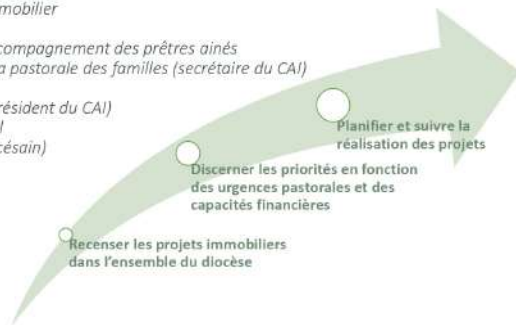 mobilier
compagnement des prêtres ainés
a pastorale des familles (secrétaire du CAI)
résident du CAI)
l
césain)
Planifier et suivre la
réalisation des projets
Discerner les priorités en fonction
des urgences pastorales et des
capacités financières
Recenser les projets immobiliers
dans l'ensemble du diocèse